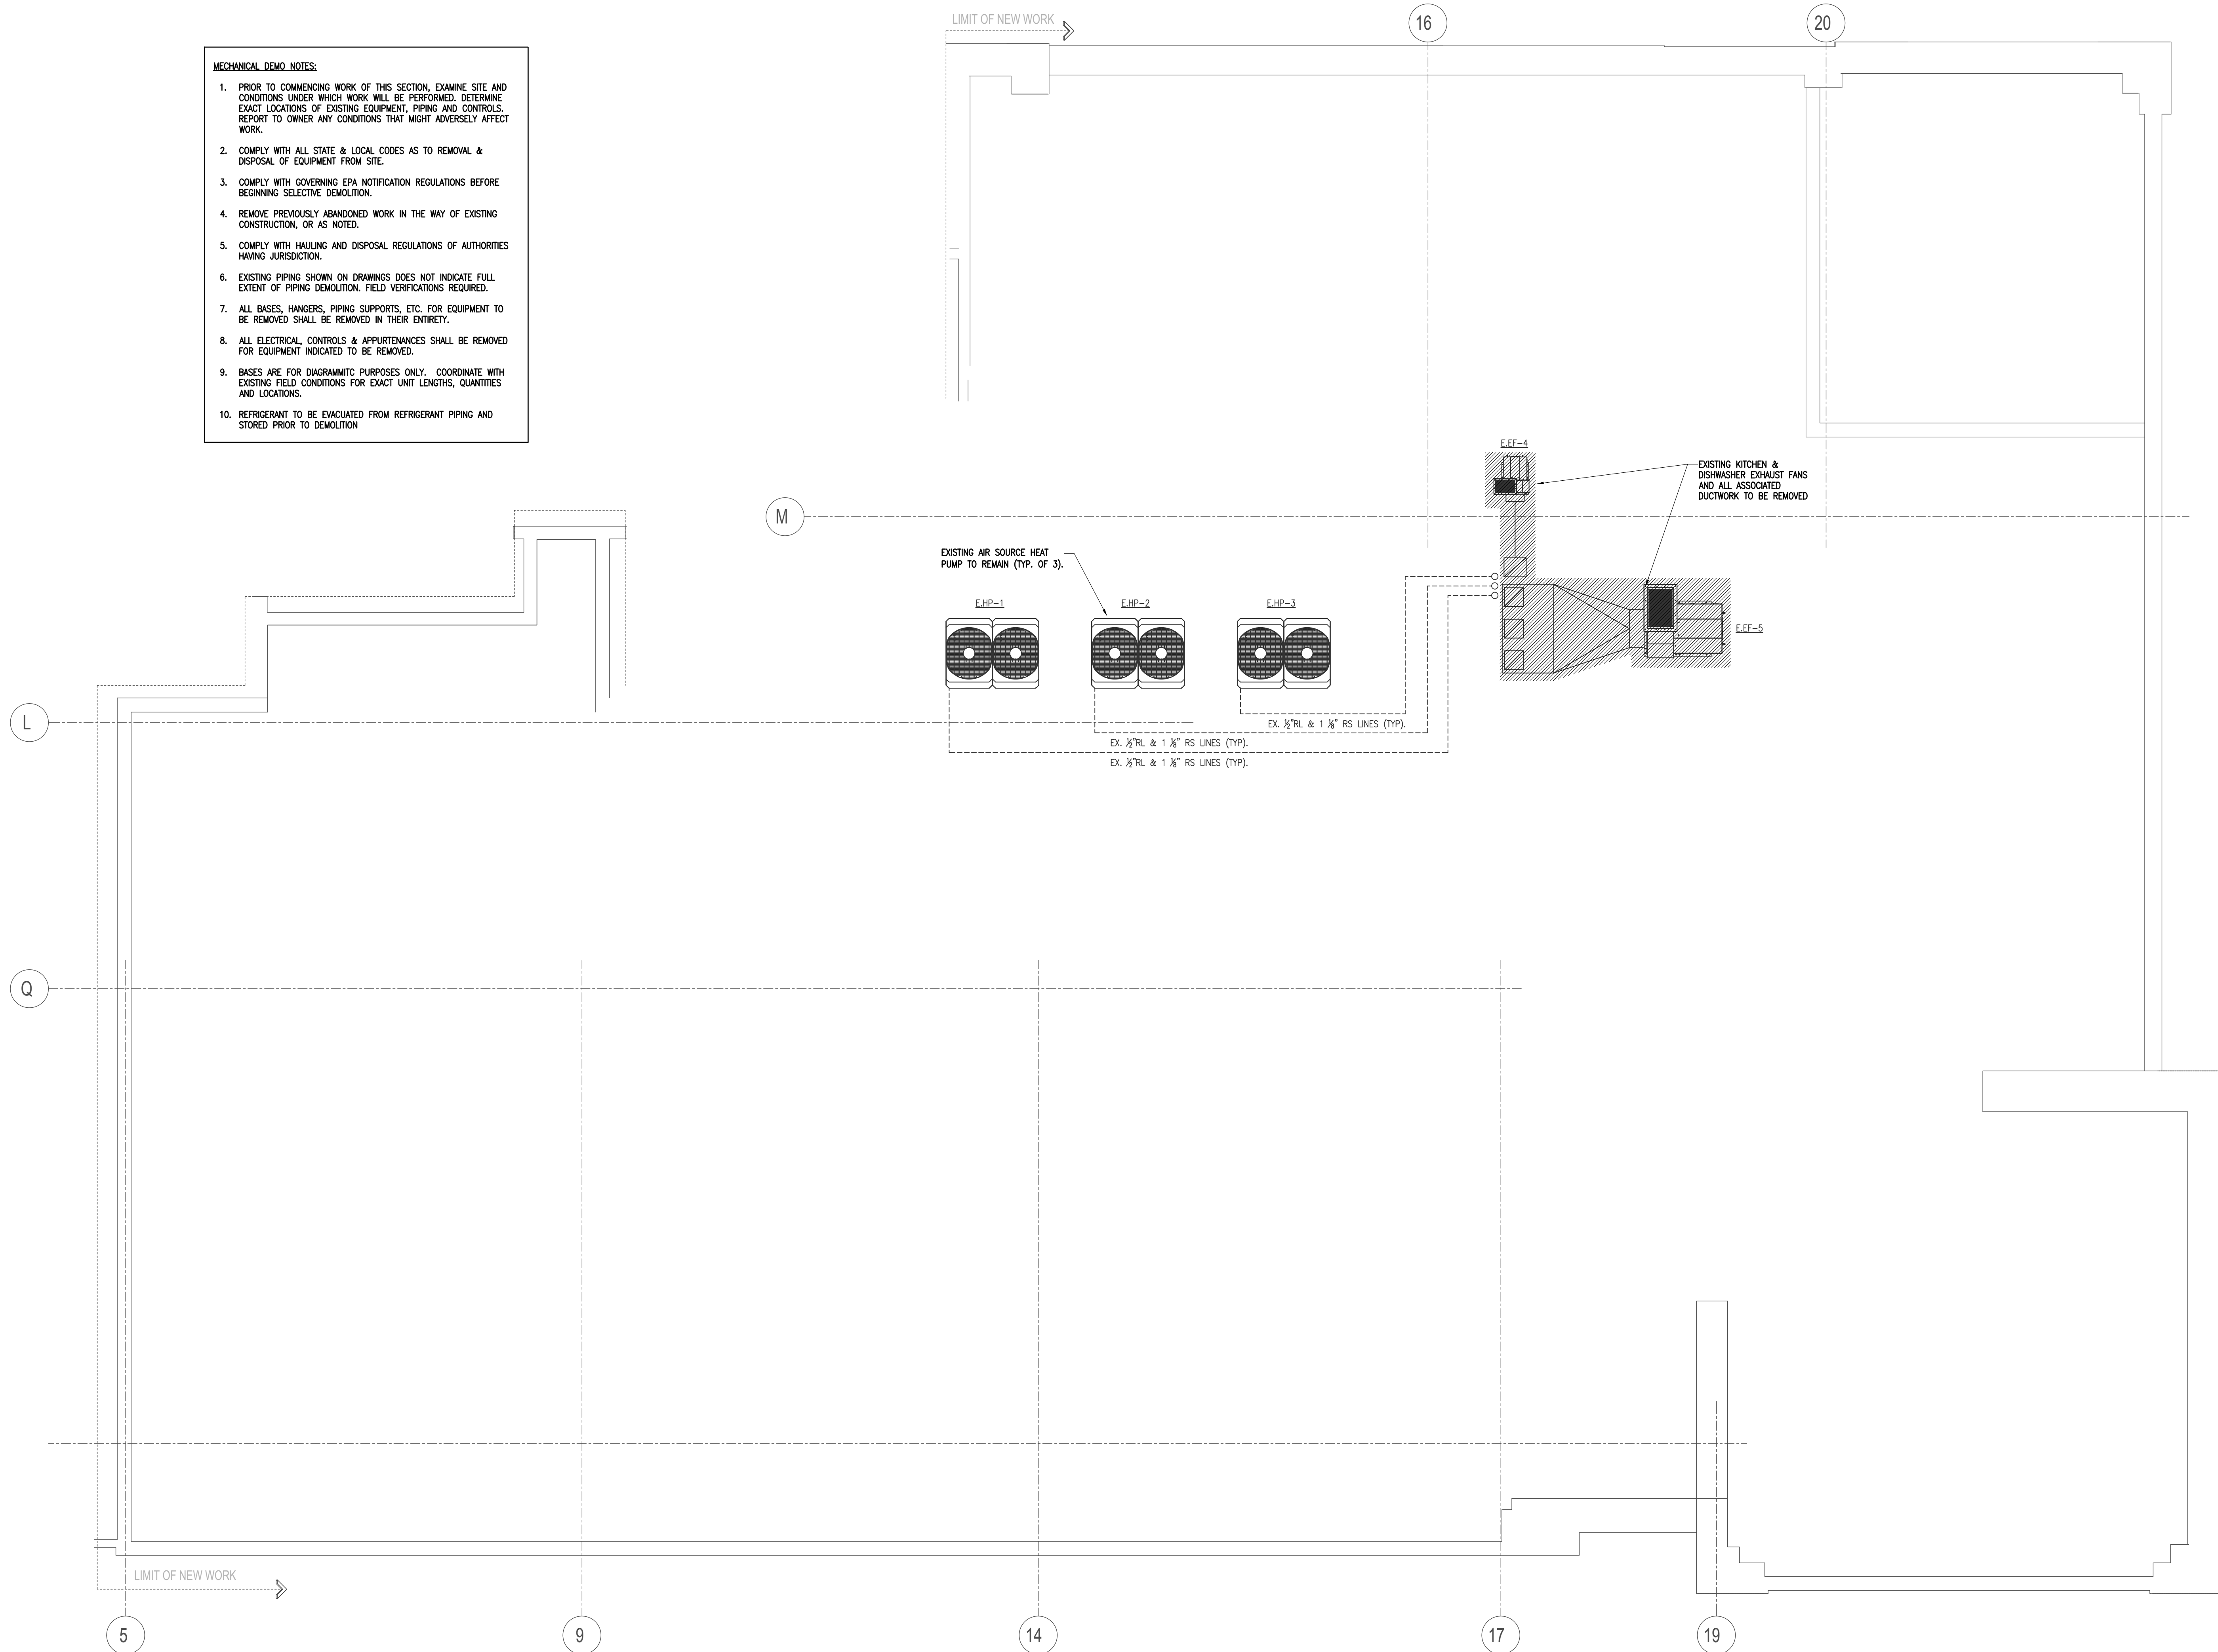 LIMIT OF NEW WORK
16
20
MECHANICAL DEMO NOTES:
1. PRIOR TO COMMENCING WORK OF THIS SECTION, EXAMINE SITE AND
CONDITIONS UNDER WHICH WORK WILL BE PERFORMED. DETERMINE
EXACT LOCATIONS OF EXISTING EQUIPMENT, PIPING AND CONTROLS.
REPORT TO OWNER ANY CONDITIONS THAT MIGHT ADVERSELY AFFECT
WORK.
2. COMPLY WITH ALL STATE & LOCAL CODES AS TO REMOVAL &
DISPOSAL OF EQUIPMENT FROM SITE.
3. COMPLY WITH GOVERNING EPA NOTIFICATION REGULATIONS BEFORE
BEGINNING SELECTIVE DEMOLITION.
4. REMOVE PREVIOUSLY ABANDONED WORK IN THE WAY OF EXISTING
CONSTRUCTION, OR AS NOTED.
5. COMPLY WITH HAULING AND DISPOSAL REGULATIONS OF AUTHORITIES
HAVING JURISDICTION.
6. EXISTING PIPING SHOWN ON DRAWINGS DOES NOT INDICATE FULL
EXTENT OF PIPING DEMOLITION. FIELD VERIFICATIONS REQUIRED.
7. ALL BASES, HANGERS, PIPING SUPPORTS, ETC. FOR EQUIPMENT TO
BE REMOVED SHALL BE REMOVED IN THEIR ENTIRETY.
8. ALL ELECTRICAL, CONTROLS & APPURTENANCES SHALL BE REMOVED
FOR EQUIPMENT INDICATED TO BE REMOVED.
9. BASES ARE FOR DIAGRAMMITC PURPOSES ONLY. COORDINATE WITH
EXISTING FIELD CONDITIONS FOR EXACT UNIT LENGTHS, QUANTITIES
AND LOCATIONS.
10. REFRIGERANT TO BE EVACUATED FROM REFRIGERANT PIPING AND
STORED PRIOR TO DEMOLITION
E.EF-4
EXISTING KITCHEN &
DISHWASHER EXHAUST FANS
AND ALL ASSOCIATED
DUCTWORK TO BE REMOVED
M
EXISTING AIR SOURCE HEAT
PUMP TO REMAIN (TYP. OF 3).
E.HP-1
E.HP-2
E.HP-3
E.EF-5
L
EX. ½"RL & 1 ⅛" RS LINES (TYP).
EX. ½"RL & 1 ⅛" RS LINES (TYP).
EX. ½"RL & 1 ⅛" RS LINES (TYP).
Q
LIMIT OF NEW WORK
5
9
14
17
19